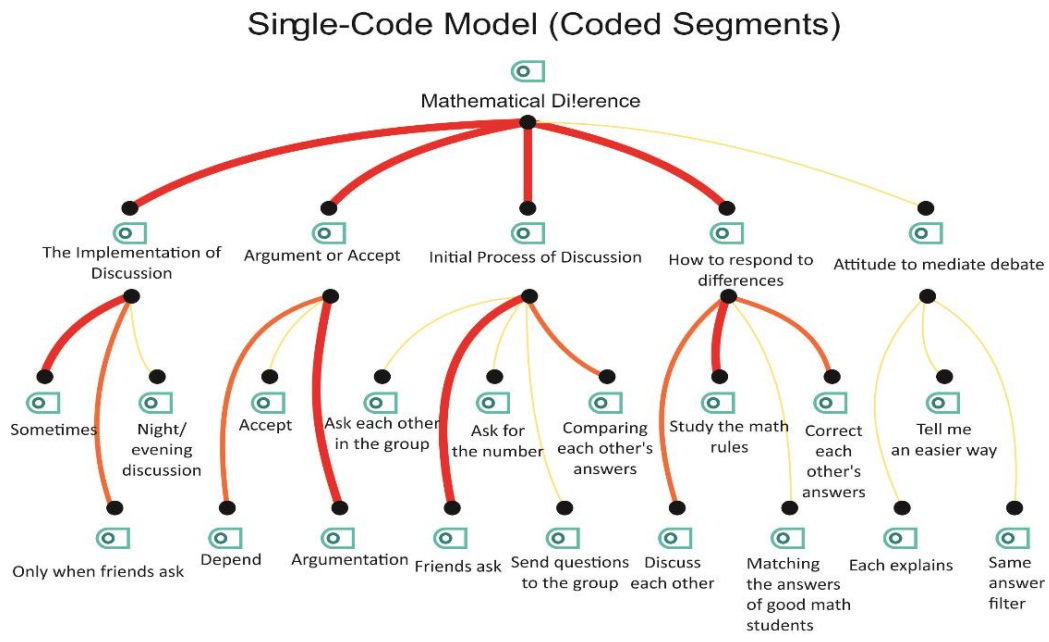 Single-Code Model (Coded Segments)
Mathematical Di!erence
The Implementation of
Discussion
Argument or Accept
Initial Process of Discussion
How to respond to
differences
Attitude to mediate debate
Sometimes
Night/
evening
discussion
Accept
Ask each other
in the group
Ask for
the number
Comparing
each other's
answers
Study the math
rules
Correct
each
other's
answers
Tell me
an easier way
Only when friends ask
Depend
Argumentation
Friends ask
Send questions
to the group
Discuss
each other
Matching
the answers
of good math
students
Each explains
Same
answer
filter